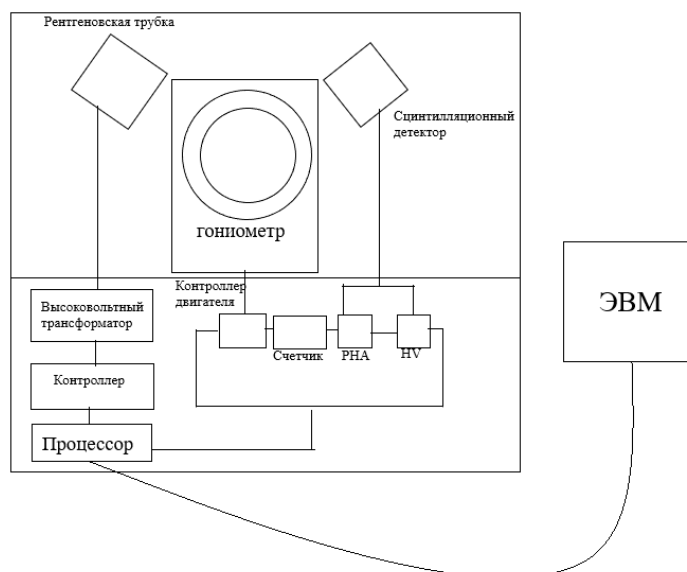 Рентгеновская трубка
Сцинтилляционный
детектор
гониометр
Контроллер
двигателя
Высоковольтный
трансформатор
Счетчик
PHA
HV
Контроллер
Процессор
ЭВМ